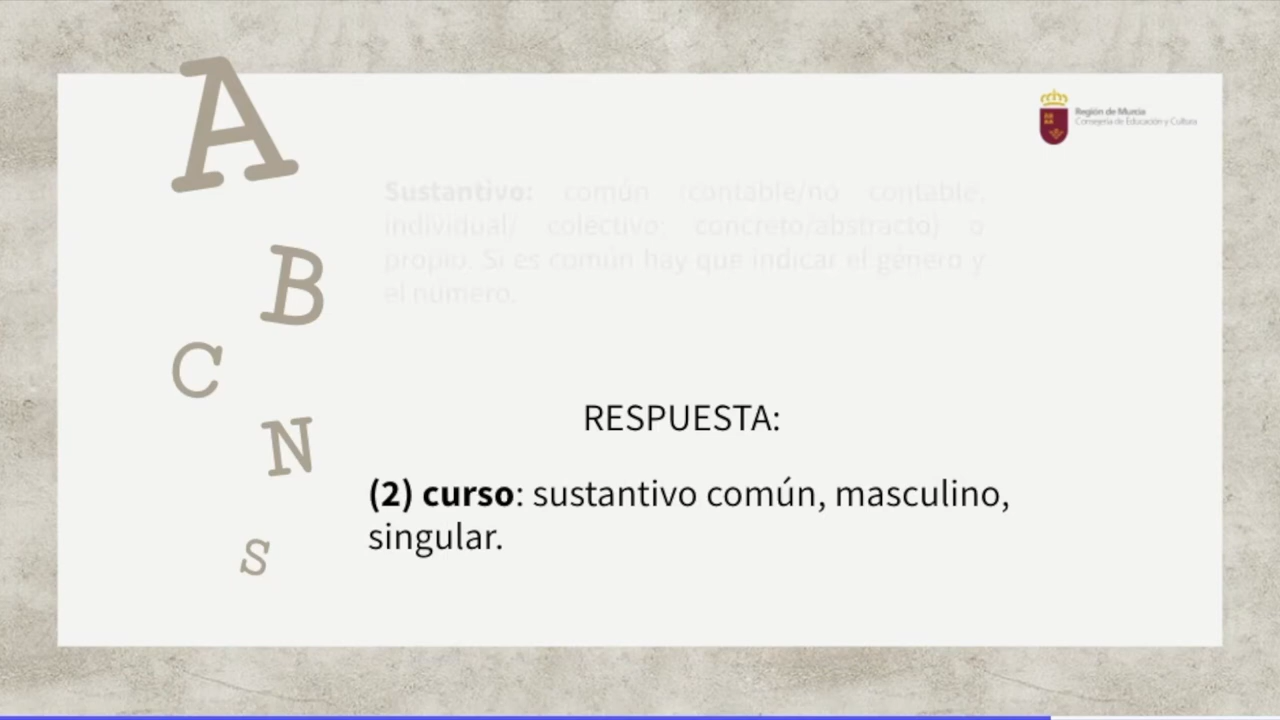 A
B
C
N
S
Región de Murcia
Consejería de Educación y Cultura
Sustantivo: común (contable/no contable;
individual/ colectivo; concreto/abstracto) o
propio. Si es común hay que indicar el género y
el número.
RESPUESTA:
(2) curso: sustantivo común, masculino,
singular.